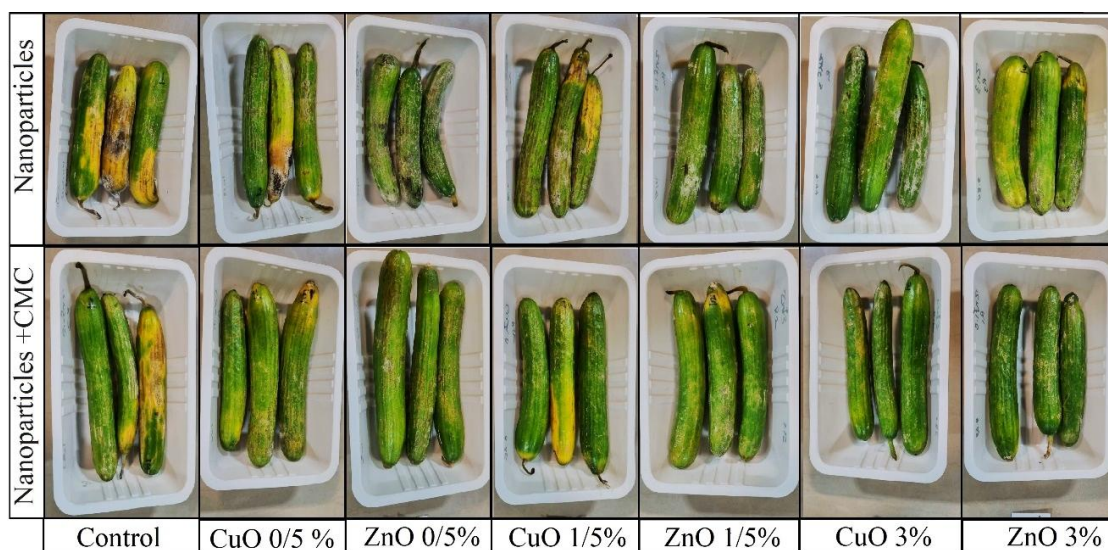 Nanoparticles
Nanoparticles +CMC
Control
CuO 0/5 %
ZnO 0/5%
CuO 1/5%
ZnO 1/5%
CuO 3%
ZnO 3%